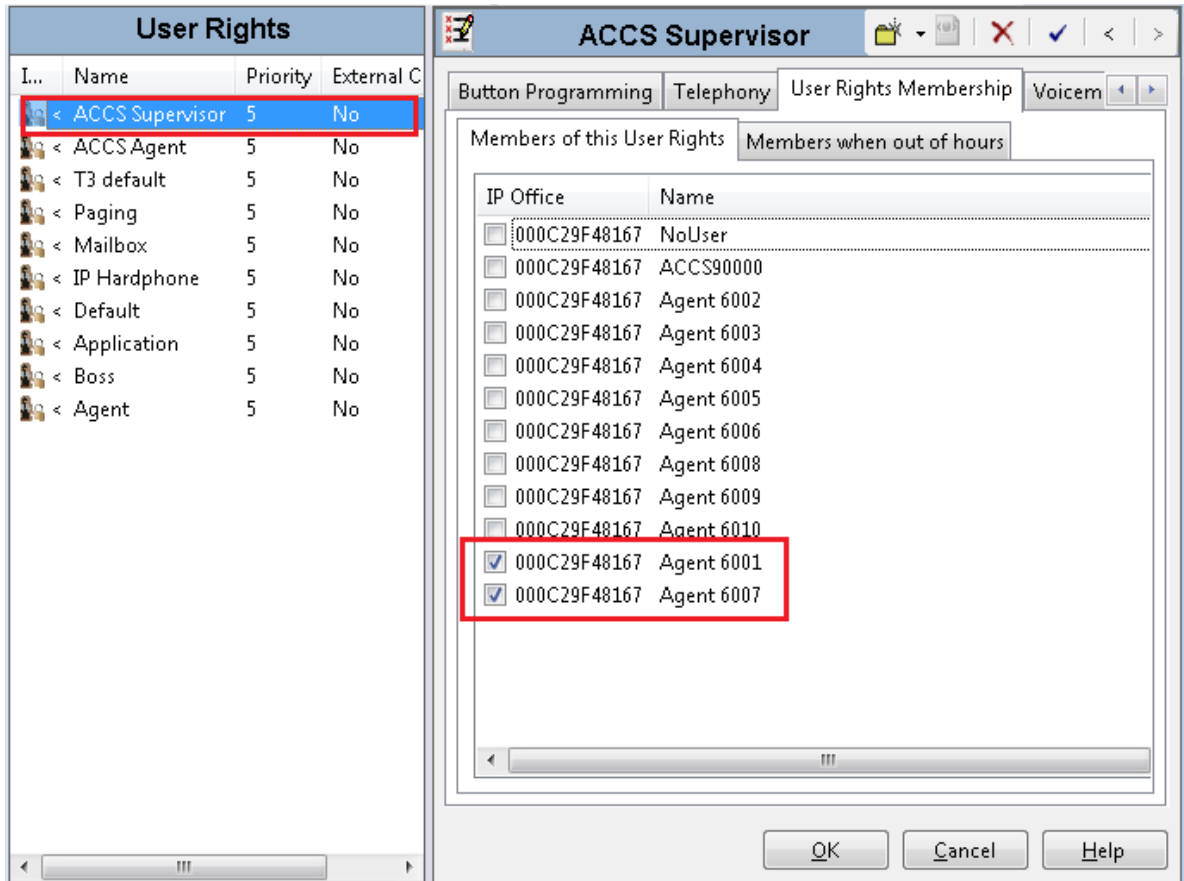 User Rights
I... Name Priority External C
< ACCS Supervisor 5 No
< ACCS Agent 5 No
< T3 default 5 No
< Paging 5 No
< Mailbox 5 No
< IP Hardphone 5 No
< Default 5 No
< Application 5 No
< Boss 5 No
< Agent 5 No
ACCS Supervisor
Button Programming Telephony User Rights Membership Voicem
Members of this User Rights Members when out of hours
IP Office Name
000C29F48167 NoUser
000C29F48167 ACCS90000
000C29F48167 Agent 6002
000C29F48167 Agent 6003
000C29F48167 Agent 6004
000C29F48167 Agent 6005
000C29F48167 Agent 6006
000C29F48167 Agent 6008
000C29F48167 Agent 6009
000C29F48167 Agent 6010
000C29F48167 Agent 6001
000C29F48167 Agent 6007
OK Cancel Help